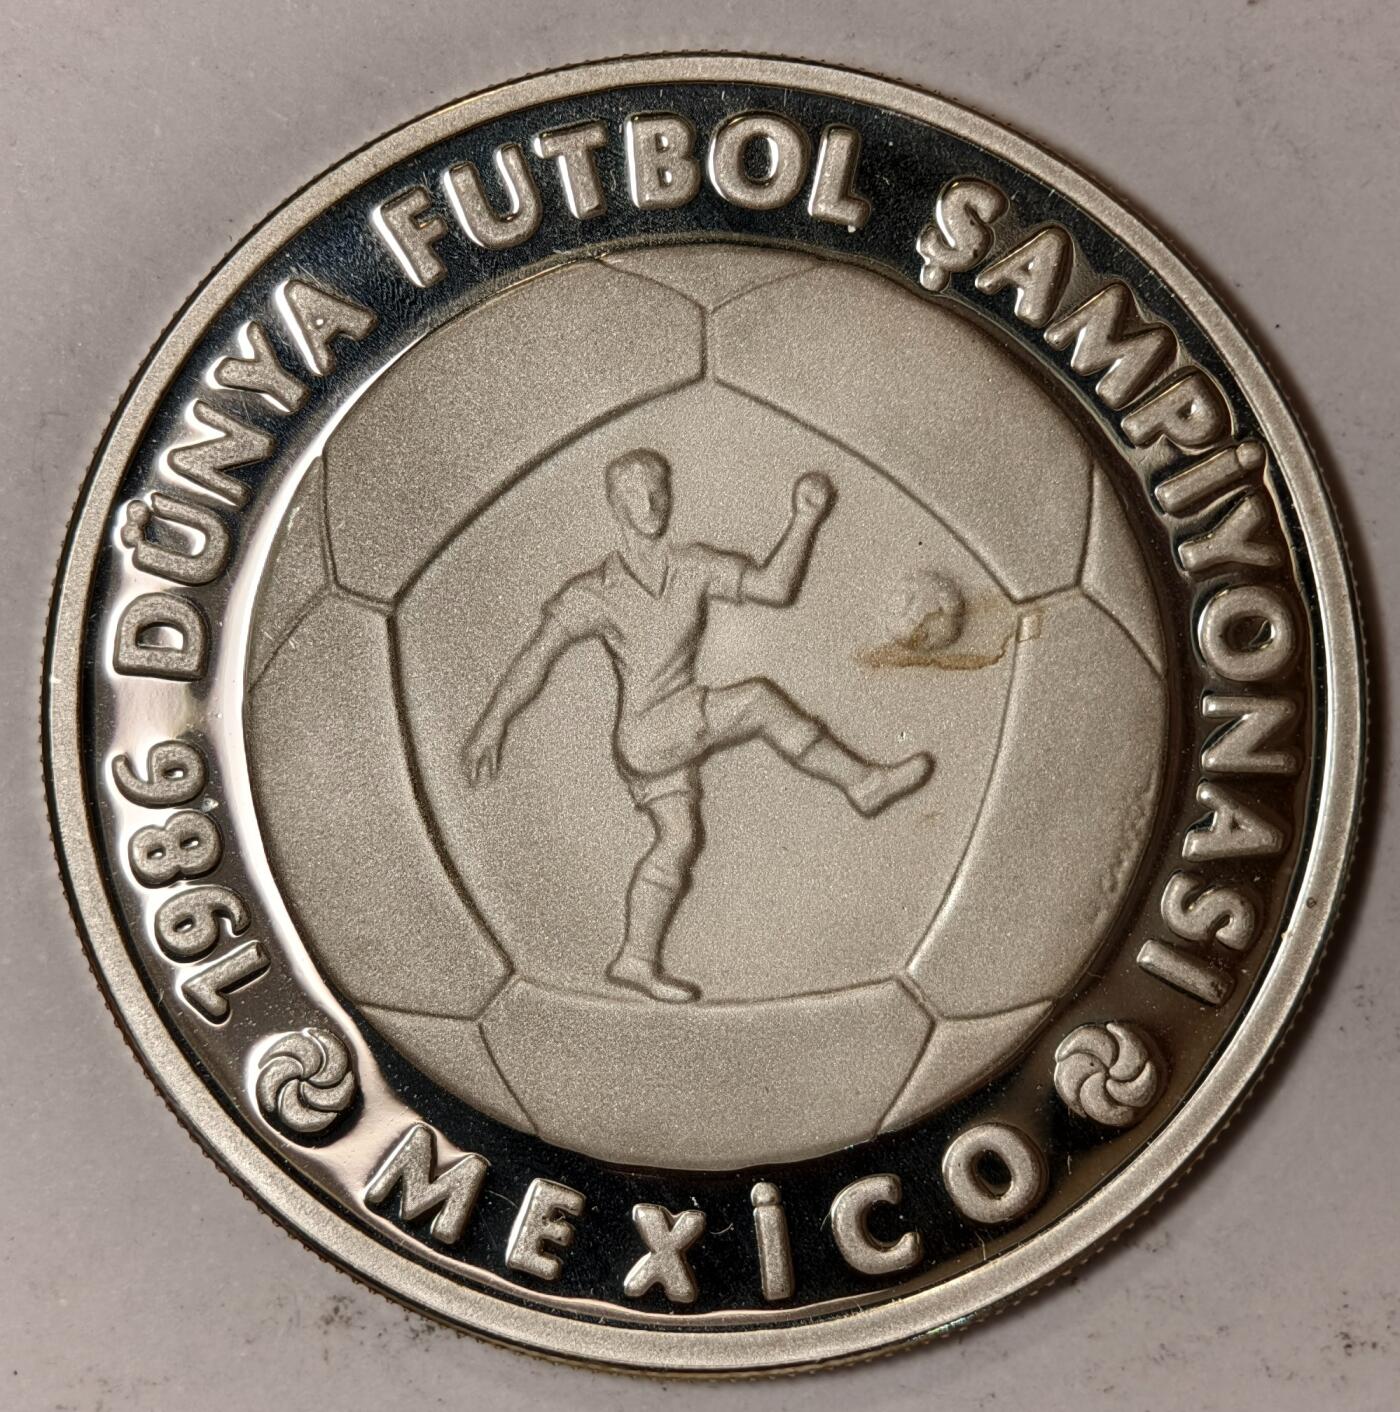 1986 DÜNYA FUTBOL ŞAMPİYONASI
MEXİCO